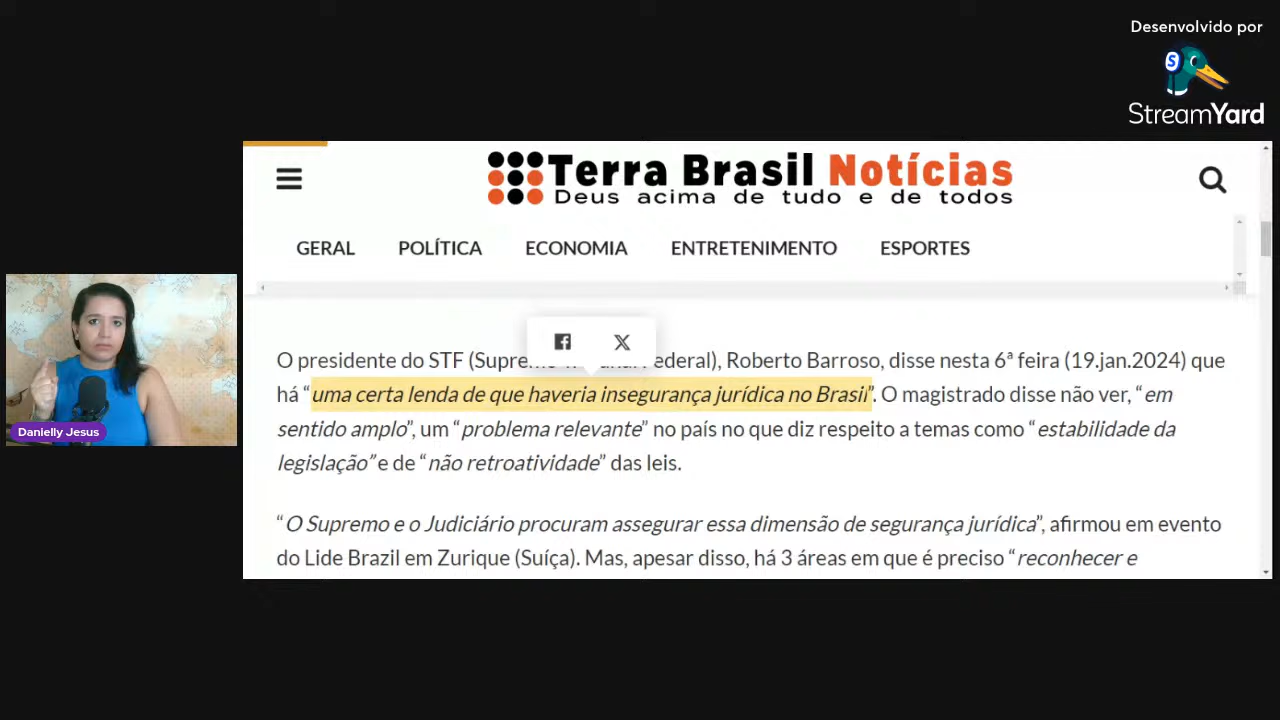 Desenvolvido por
StreamYard
Terra Brasil Notícias
Deus acima de tudo e de todos
GERAL POLÍTICA ECONOMIA ENTRETENIMENTO ESPORTES
O presidente do STF (Supremo Federal), Roberto Barroso, disse nesta 6ª feira (19.jan.2024) que
há “uma certa lenda de que haveria insegurança jurídica no Brasil”. O magistrado disse não ver, “em
sentido amplo”, um “problema relevante” no país no que diz respeito a temas como “estabilidade da
legislação” e de “não retroatividade” das leis.
“O Supremo e o Judiciário procuram assegurar essa dimensão de segurança jurídica”, afirmou em evento
do Lide Brazil em Zurique (Suíça). Mas, apesar disso, há 3 áreas em que é preciso “reconhecer e
Danielly Jesus